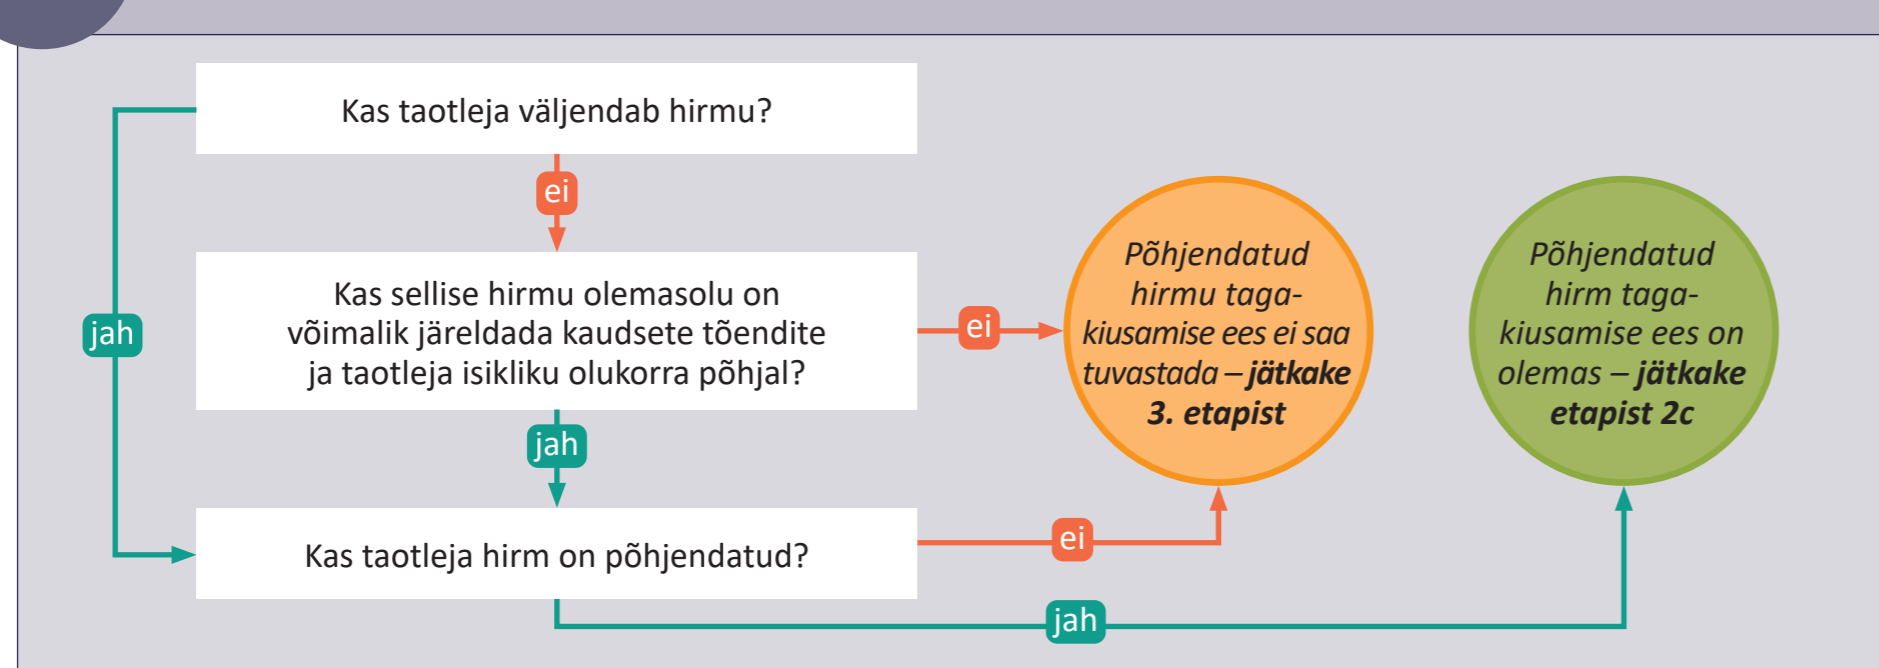 Kas taotleja väljendab hirmu?
ei
jah
Kas sellise hirmu olemasolu on
võimalik järeldada kaudsete tõendite
ja taotleja isikliku olukorra põhjal?
ei
jah
Kas taotleja hirm on põhjendatud?
ei
jah
Põhjendatud
hirmu taga-
kiusamise ees ei saa
tuvastada – jätkake
3. etapist
Põhjendatud
hirm taga-
kiusamise ees on
olemas – jätkake
etapist 2c